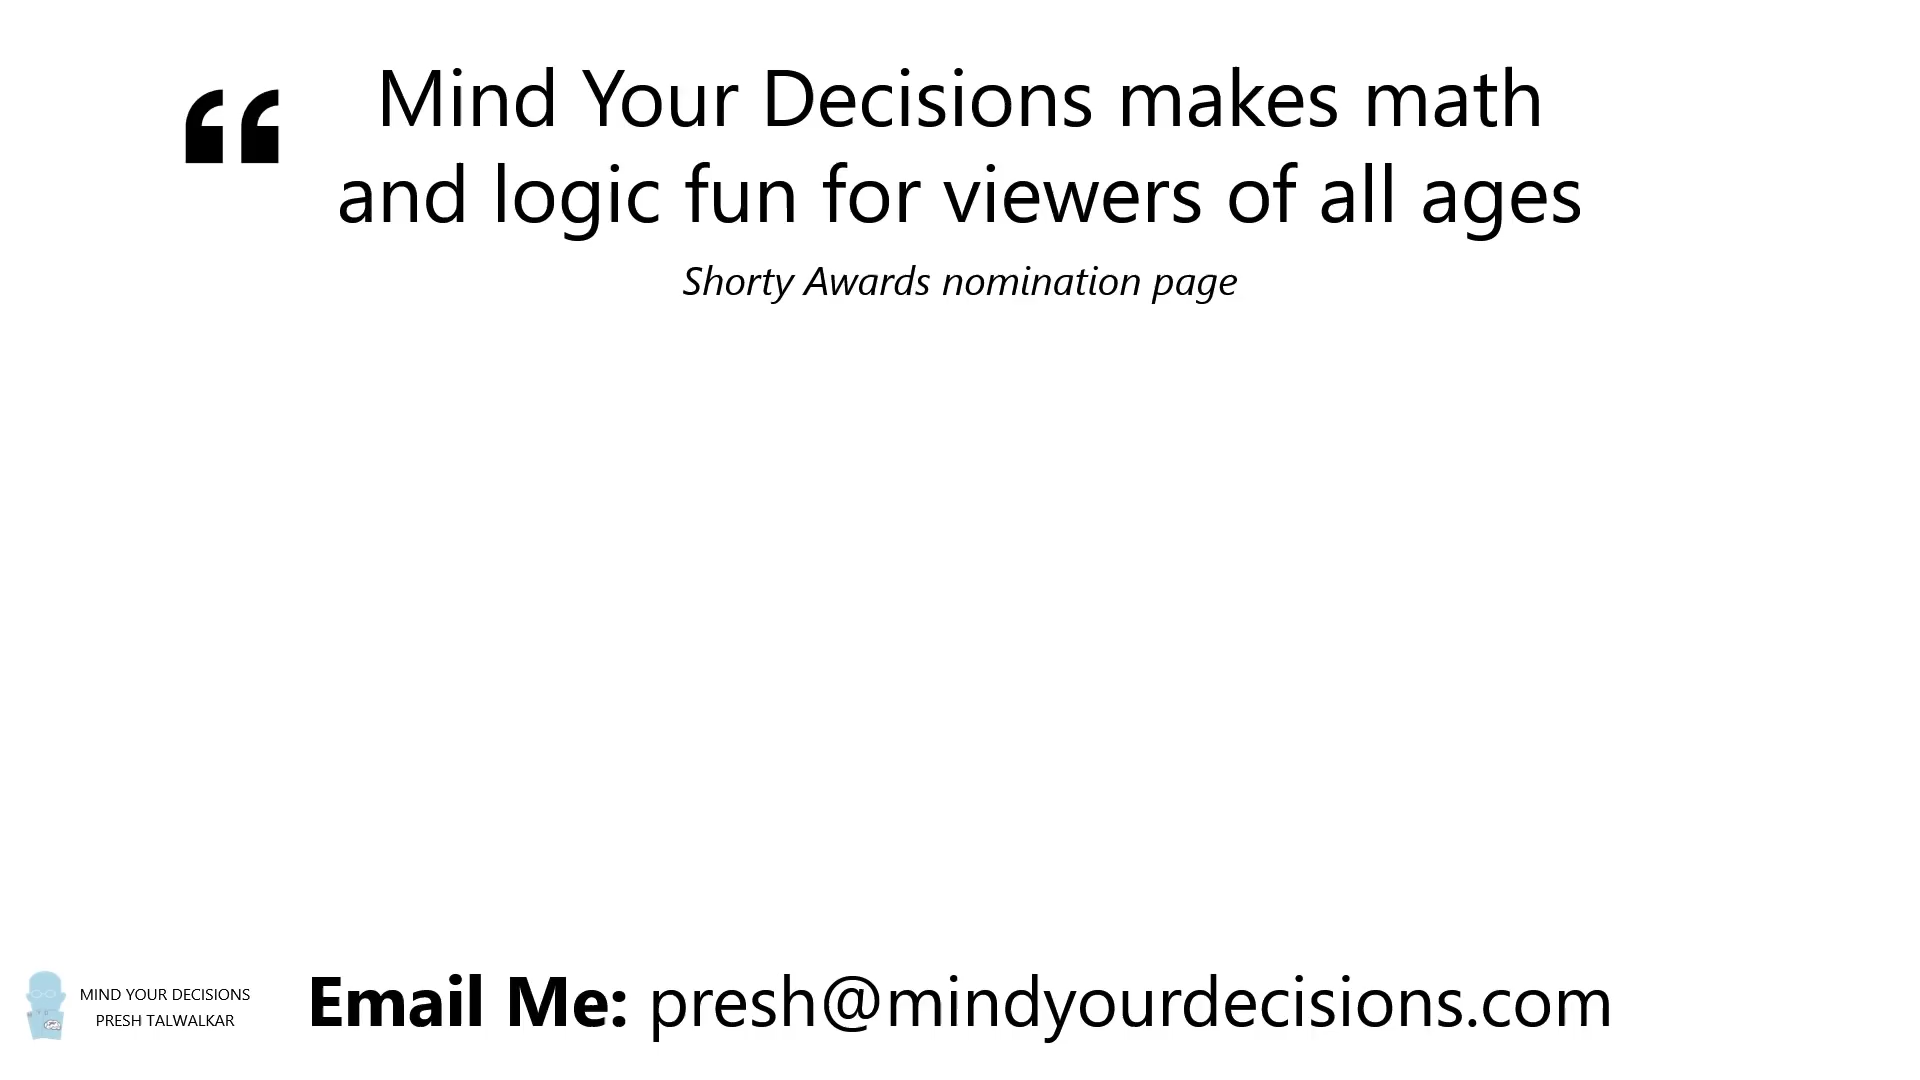 “
Mind Your Decisions makes math
and logic fun for viewers of all ages
Shorty Awards nomination page
MIND YOUR DECISIONS
PRESH TALWALKAR
Email Me: presh@mindyourdecisions.com